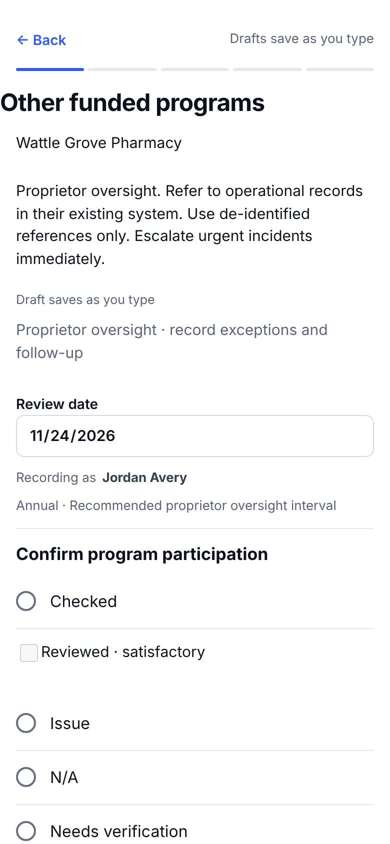 ← Back
Drafts save as you type
Other funded programs
Wattle Grove Pharmacy
Proprietor oversight. Refer to operational records
in their existing system. Use de-identified
references only. Escalate urgent incidents
immediately.
Draft saves as you type
Proprietor oversight · record exceptions and
follow-up
Review date
11/24/2026
Recording as Jordan Avery
Annual · Recommended proprietor oversight interval
Confirm program participation
Checked
Reviewed · satisfactory
Issue
N/A
Needs verification